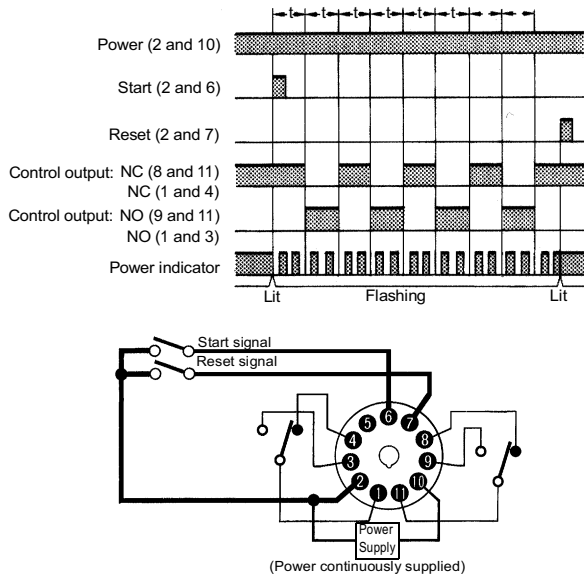 t t t t t t
Power (2 and 10)
Start (2 and 6)
Reset (2 and 7)
Control output: NC (8 and 11)
NC (1 and 4)
Control output: NO (9 and 11)
NO (1 and 3)
Power indicator
Lit Flashing Lit
Start signal
Reset signal
5 6 7
4 8
3 9
2 10
1 11
Power
Supply
(Power continuously supplied)